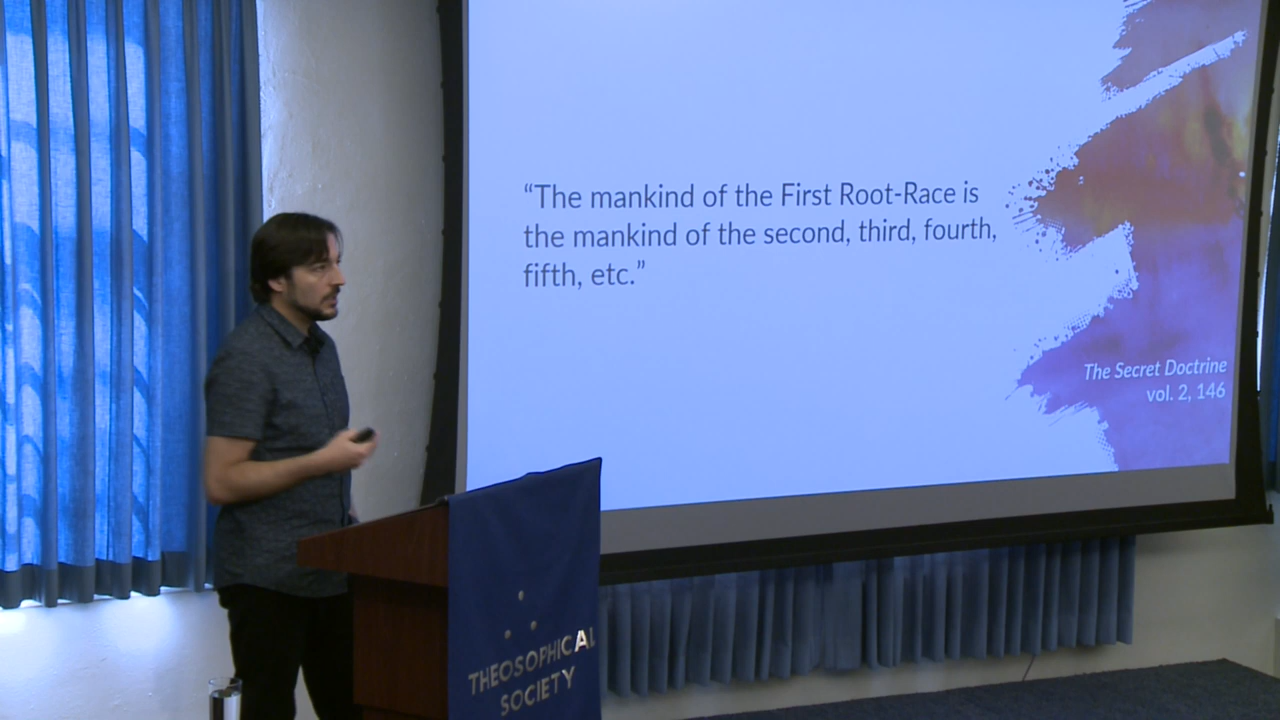 “The mankind of the First Root-Race is
the mankind of the second, third, fourth,
fifth, etc.”
The Secret Doctrine
vol. 2, 146
THEOSOPHICAL
SOCIETY